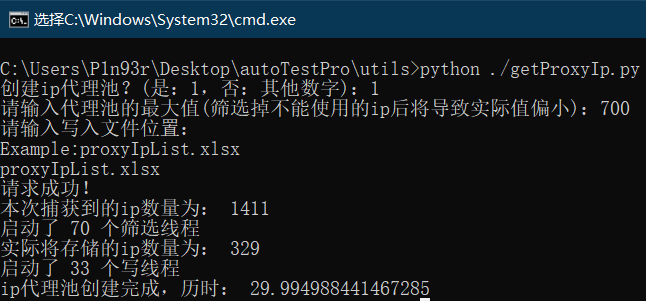 选择C:\Windows\System32\cmd.exe
C:\Users\P1n93r\Desktop\autoTestPro\utils>python ./getProxyIp.py
创建ip代理池？(是：1，否：其他数字)：1
请输入代理池的最大值(筛选掉不能使用的ip后将导致实际值偏小)：700
请输入写入文件位置：
Example:proxyIpList.xlsx
proxyIpList.xlsx
请求成功！
本次捕获到的ip数量为： 1411
启动了 70 个筛选线程
实际将存储的ip数量为： 329
启动了 33 个写线程
ip代理池创建完成，历时： 29.994988441467285